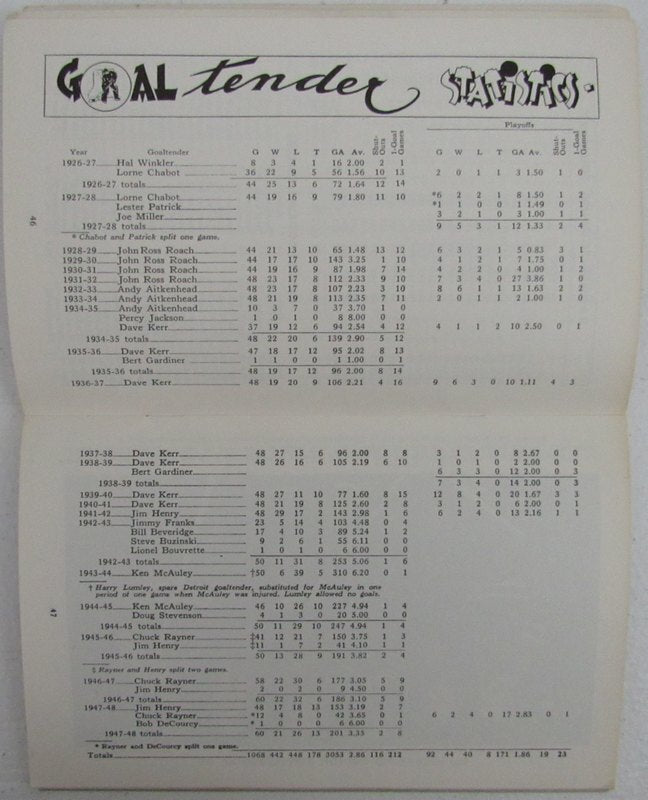 GOAL tender STATISTICS
Playoffs
Year Goaltender G W L T GA Av. Shut-Outs 1-Goal Games G W L T GA Av. Shut-Outs 1-Goal Games
1926-27 Hal Winkler 8 3 4 1 16 2.00 2 1
Lorne Chabot 36 22 9 5 56 1.56 10 13 2 0 1 1 3 1.50 1 0
1926-27 totals 44 25 13 6 72 1.64 12 14
1927-28 Lorne Chabot 44 19 16 9 79 1.80 11 10 *6 2 2 1 8 1.50 1 2
Lester Patrick *1 1 0 0 1 1.49 0 1
Joe Miller 3 2 1 0 3 1.00 1 1
1927-28 totals 9 5 3 1 12 1.33 2 4
* Chabot and Patrick split one game.
1928-29 John Ross Roach 44 21 13 10 65 1.48 13 12 6 3 2 1 5 0.83 3 1
1929-30 John Ross Roach 44 17 17 10 143 3.25 1 10 4 1 2 1 7 1.75 0 1
1930-31 John Ross Roach 44 19 16 9 87 1.98 7 14 4 2 2 0 4 1.00 1 2
1931-32 John Ross Roach 48 23 17 8 112 2.33 9 10 7 3 4 0 27 3.86 1 0
1932-33 Andy Aitkenhead 48 23 17 8 107 2.23 3 10 8 6 1 1 13 1.63 2 2
1933-34 Andy Aitkenhead 48 21 19 8 113 2.35 7 11 2 0 1 1 2 1.00 1 0
1934-35 Andy Aitkenhead 10 3 7 0 37 3.70 1 0
Percy Jackson 1 0 1 0 8 8.00 0 0
Dave Kerr 37 19 12 6 94 2.54 4 12 4 1 1 2 10 2.50 0 1
1934-35 totals 48 22 20 6 139 2.90 5 12
1935-36 Dave Kerr 47 18 17 12 95 2.02 8 13
Bert Gardiner 1 1 0 0 1 1.00 0 1
1935-36 totals 48 19 17 12 96 2.00 8 14
1936-37 Dave Kerr 48 19 20 9 106 2.21 4 16 9 6 3 0 10 1.11 4 3
46
1937-38 Dave Kerr 48 27 15 6 96 2.00 8 8 3 1 2 0 8 2.67 0 0
1938-39 Dave Kerr 48 26 16 6 105 2.19 6 10 1 0 1 0 2 2.00 0 0
Bert Gardiner 6 3 3 0 12 2.00 0 3
1938-39 totals 7 3 4 0 14 2.00 0 3
1939-40 Dave Kerr 48 27 11 10 77 1.60 8 15 12 8 4 0 20 1.67 3 3
1940-41 Dave Kerr 48 21 19 8 125 2.60 2 8 3 1 2 0 6 2.00 0 1
1941-42 Jim Henry 48 29 17 2 143 2.98 1 6 6 2 4 0 13 2.16 1 1
1942-43 Jimmy Franks 23 5 14 4 103 4.48 0 4
Bill Beveridge 17 4 10 3 89 5.24 1 2
Steve Buzinski 9 2 6 1 55 6.11 0 0
Lionel Bouvrette 1 0 1 0 6 6.00 0 0
1942-43 totals 50 11 31 8 253 5.06 1 6
1943-44 Ken McAuley †50 6 39 5 310 6.20 0 1
† Harry Lumley, spare Detroit goaltender, substituted for McAuley in one
period of one game when McAuley was injured. Lumley allowed no goals.
1944-45 Ken McAuley 46 10 26 10 227 4.94 1 4
Doug Stevenson 4 1 3 0 20 5.00 0 0
1944-45 totals 50 11 29 10 247 4.94 1 4
1945-46 Chuck Rayner ‡41 12 21 7 150 3.75 1 3
Jim Henry ‡11 1 7 2 41 4.10 1 1
1945-46 totals 50 13 28 9 191 3.82 2 4
‡ Rayner and Henry split two games.
1946-47 Chuck Rayner 58 22 30 6 177 3.05 5 9
Jim Henry 2 0 2 0 9 4.50 0 0
1946-47 totals 60 22 32 6 186 3.10 5 9
1947-48 Jim Henry 48 17 18 13 153 3.19 2 7
Chuck Rayner *12 4 8 0 42 3.65 0 1 6 2 4 0 17 2.83 0 1
Bob DeCourcy * 1 0 0 0 6 6.00 0 0
1947-48 totals 60 21 26 13 201 3.35 2 8
* Rayner and DeCourcy split one game.
Totals 1068 442 448 178 3053 2.86 116 212 92 44 40 8 171 1.86 19 23
47